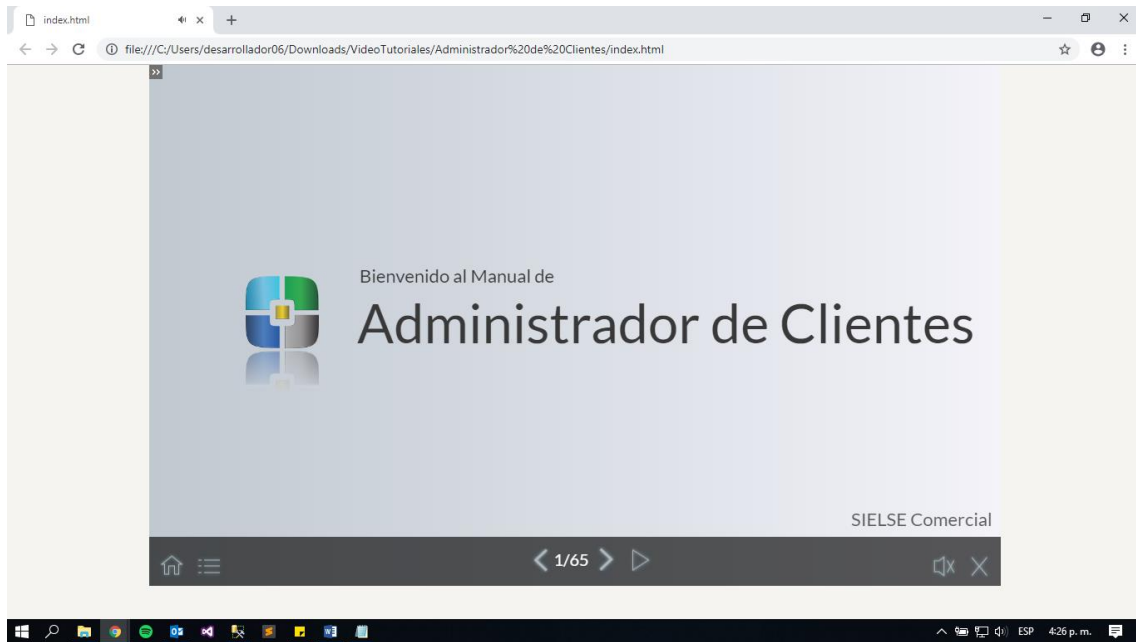 index.html
file:///C:/Users/desarrollador06/Downloads/VideoTutoriales/Administrador%20de%20Clientes/index.html
Bienvenido al Manual de
Administrador de Clientes
SIELSE Comercial
1/65
ESP 4:26 p. m.